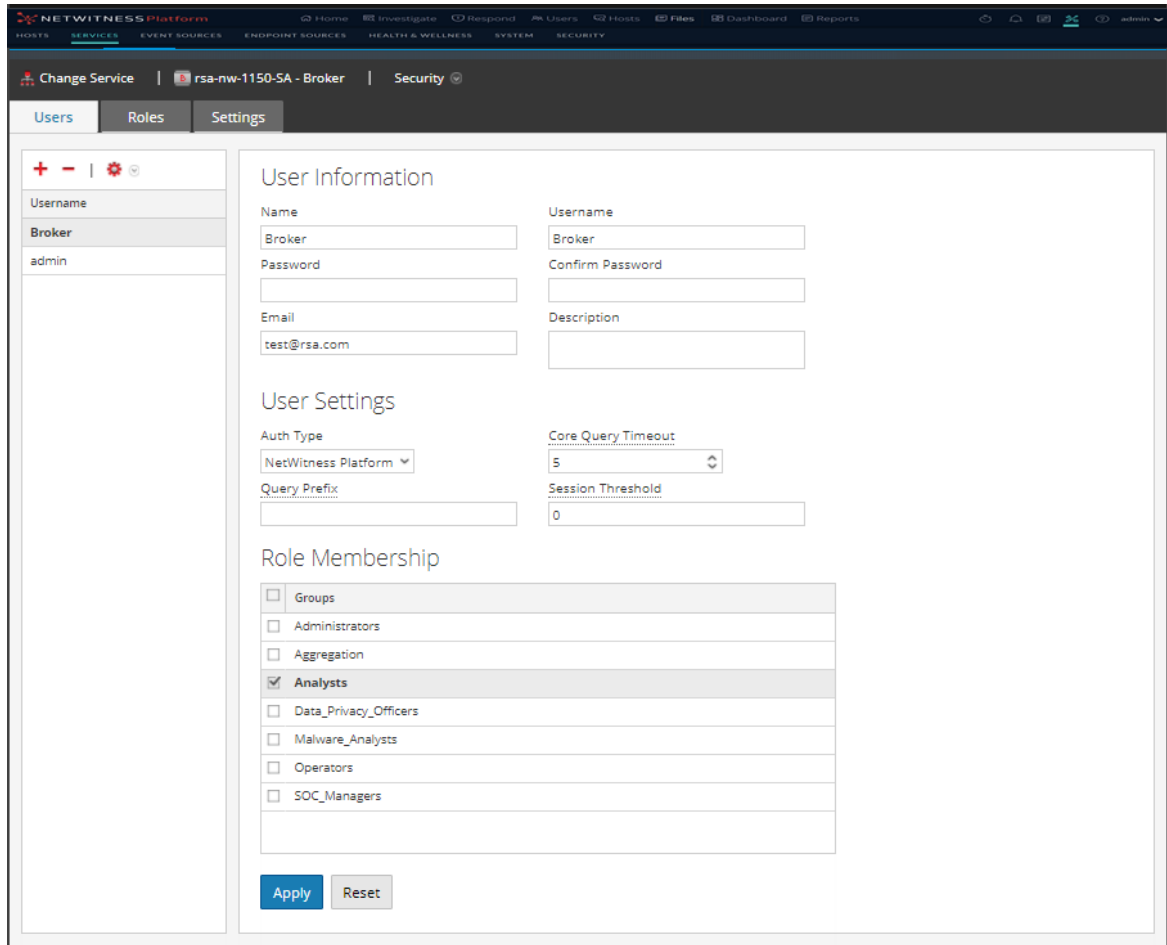 NETWITNESS Platform Home Investigate Respond Users Hosts Files Dashboard Reports admin
HOSTS SERVICES EVENT SOURCES ENDPOINT SOURCES HEALTH & WELLNESS SYSTEM SECURITY
Change Service | rsa-nw-1150-SA - Broker | Security
Users Roles Settings
Username
Broker
admin
User Information
Name Username
Broker Broker
Password Confirm Password
Email Description
test@rsa.com
User Settings
Auth Type Core Query Timeout
NetWitness Platform 5
Query Prefix Session Threshold
0
Role Membership
Groups
Administrators
Aggregation
Analysts
Data_Privacy_Officers
Malware_Analysts
Operators
SOC_Managers
Apply Reset